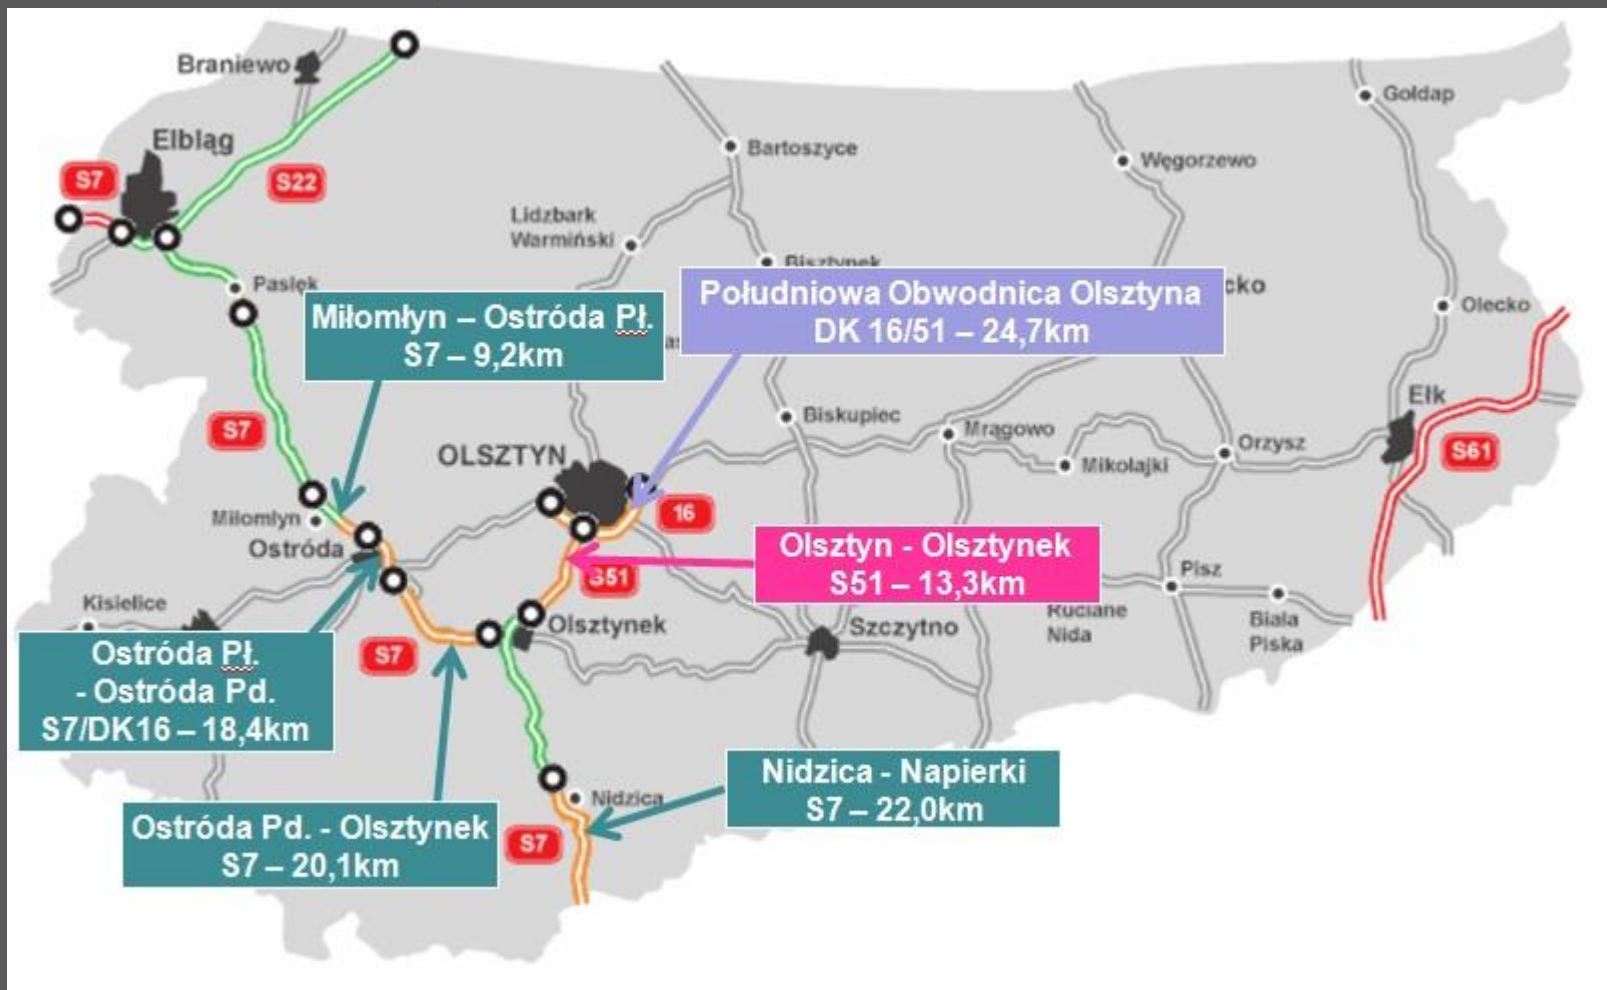 Braniewo
Elbląg
S7
S22
Gołdap
Bartoszyce
Węgorzewo
Lidzbark
Warmiński
Bisztynek
Pasłęk
Miłomłyn – Ostróda Pł.
S7 – 9,2km
Południowa Obwodnica Olsztyna
DK 16/51 – 24,7km
cko
Olecko
S7
Biskupiec
Mrągowo
Ełk
OLSZTYN
Mikołajki
Orzysz
S61
Miłomłyn
Ostróda
16
Olsztyn - Olsztynek
S51 – 13,3km
S51
Pisz
Kisielice
Ruciane
Nida
Biała
Piska
Olsztynek
Szczytno
S7
Ostróda Pł.
- Ostróda Pd.
S7/DK16 – 18,4km
Nidzica - Napierki
S7 – 22,0km
Nidzica
Ostróda Pd. - Olsztynek
S7 – 20,1km
S7